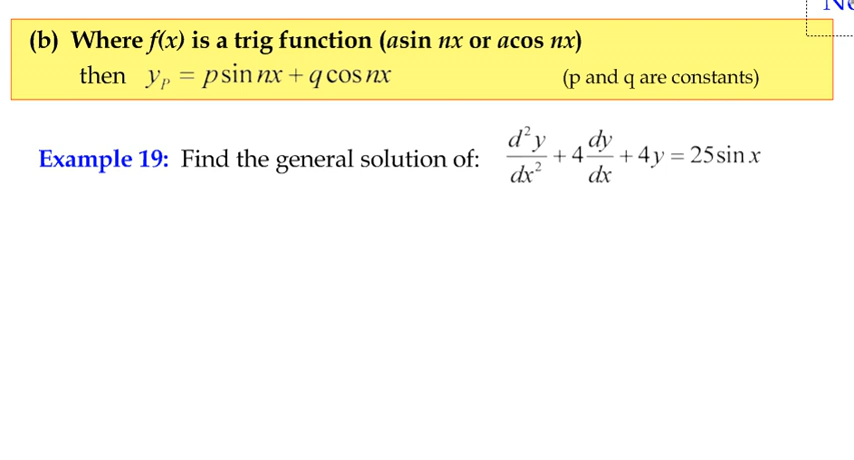 (b) Where f(x) is a trig function (asin nx or acos nx)
then yₚ = p sin nx + q cos nx (p and q are constants)
Example 19: Find the general solution of: d²y/dx² + 4 dy/dx + 4y = 25 sin x